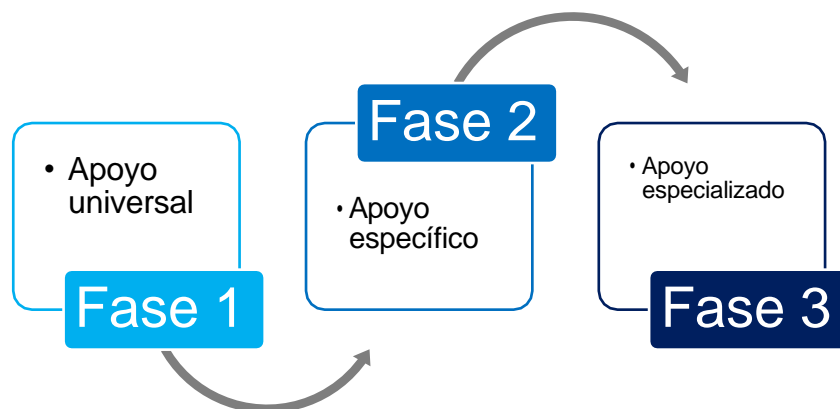 • Apoyo
universal
Fase 1
Fase 2
• Apoyo
específico
• Apoyo
especializado
Fase 3